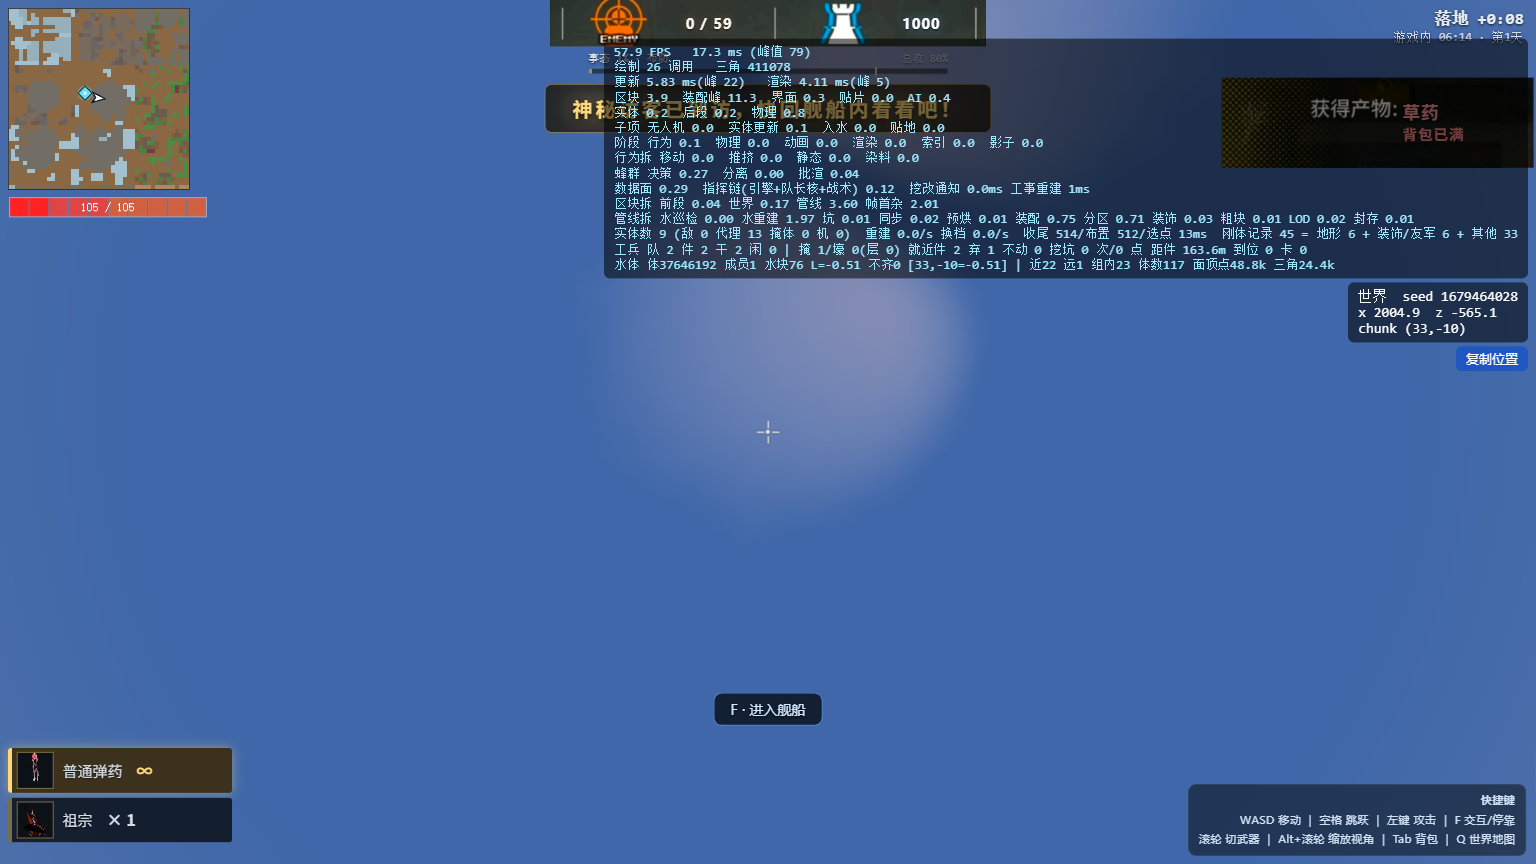 0 / 59
1000
ENEMY
落地 +0:08
游戏内 06:14 · 第1天
57.9 FPS 17.3 ms (峰值 79)
绘制 26 调用 三角 411078
更新 5.83 ms(峰 22) 渲染 4.11 ms(峰 5)
区块 3.9 装配峰 11.3 界面 0.3 贴片 0.0 AI 0.4
实体 0.2 后段 0.2 物理 0.8
子项 无人机 0.0 实体更新 0.1 入水 0.0 贴地 0.0
阶段 行为 0.1 物理 0.0 动画 0.0 渲染 0.0 索引 0.0 影子 0.0
行为拆 移动 0.0 推挤 0.0 静态 0.0 染料 0.0
蜂群 决策 0.27 分离 0.00 批渲 0.04
数据面 0.29 指挥链(引擎+队长核+战术) 0.12 挖改通知 0.0ms 工事重建 1ms
区块拆 前段 0.04 世界 0.17 管线 3.60 帧首杂 2.01
管线拆 水巡检 0.00 水重建 1.97 坑 0.01 同步 0.02 预烘 0.01 装配 0.75 分区 0.71 装饰 0.03 粗块 0.01 LOD 0.02 封存 0.01
实体数 9 (敌 0 代理 13 掩体 0 机 0) 重建 0.0/s 换档 0.0/s 收尾 514/布置 512/选点 13ms 刚体记录 45 = 地形 6 + 装饰/友军 6 + 其他 33
工兵 队 2 件 2 干 2 闲 0 | 掩 1/壕 0(层 0) 就近件 2 弃 1 不动 0 挖坑 0 次/0 点 距件 163.6m 到位 0 卡 0
水体 体37646192 成员1 水块76 L=-0.51 不齐0 [33,-10=-0.51] | 近22 远1 组内23 体数117 面顶点48.8k 三角24.4k
事态
总攻 80%
神秘
客已
舰船内看看吧!
获得产物: 草药
背包已满
105 / 105
世界 seed 1679464028
x 2004.9 z -565.1
chunk (33,-10)
复制位置
F · 进入舰船
普通弹药 ∞
祖宗 × 1
快捷键
WASD 移动 | 空格 跳跃 | 左键 攻击 | F 交互/停靠
滚轮 切武器 | Alt+滚轮 缩放视角 | Tab 背包 | Q 世界地图